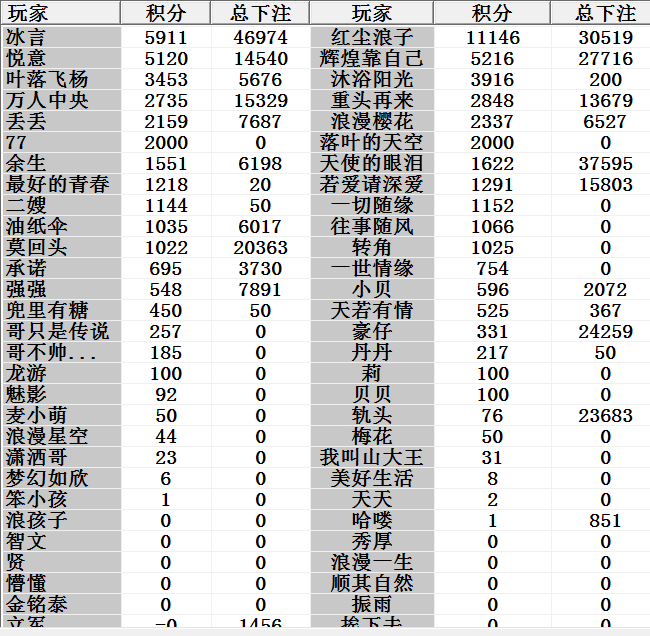 玩家 积分 总下注 玩家 积分 总下注
冰言 5911 46974 红尘浪子 11146 30519
悦意 5120 14540 辉煌靠自己 5216 27716
叶落飞杨 3453 5676 沐浴阳光 3916 200
万人中央 2735 15329 重头再来 2848 13679
丢丢 2159 7687 浪漫樱花 2337 6527
77 2000 0 落叶的天空 2000 0
余生 1551 6198 天使的眼泪 1622 37595
最好的青春 1218 20 若爱请深爱 1291 15803
二嫂 1144 50 一切随缘 1152 0
油纸伞 1035 6017 往事随风 1066 0
莫回头 1022 20363 转角 1025 0
承诺 695 3730 一世情缘 754 0
强强 548 7891 小贝 596 2072
兜里有糖 450 50 天若有情 525 367
哥只是传说 257 0 豪仔 331 24259
哥不帅... 185 0 丹丹 217 50
龙游 100 0 莉 100 0
魅影 92 0 贝贝 100 0
麦小萌 50 0 轨头 76 23683
浪漫星空 44 0 梅花 50 0
潇洒哥 23 0 我叫山大王 31 0
梦幻如欣 6 0 美好生活 8 0
笨小孩 1 0 天天 2 0
浪孩子 0 0 哈喽 1 851
智文 0 0 秀厚 0 0
贤 0 0 浪漫一生 0 0
懵懂 0 0 顺其自然 0 0
金铭泰 0 0 振雨 0 0
立军 -0 1456 挨下去 0 0